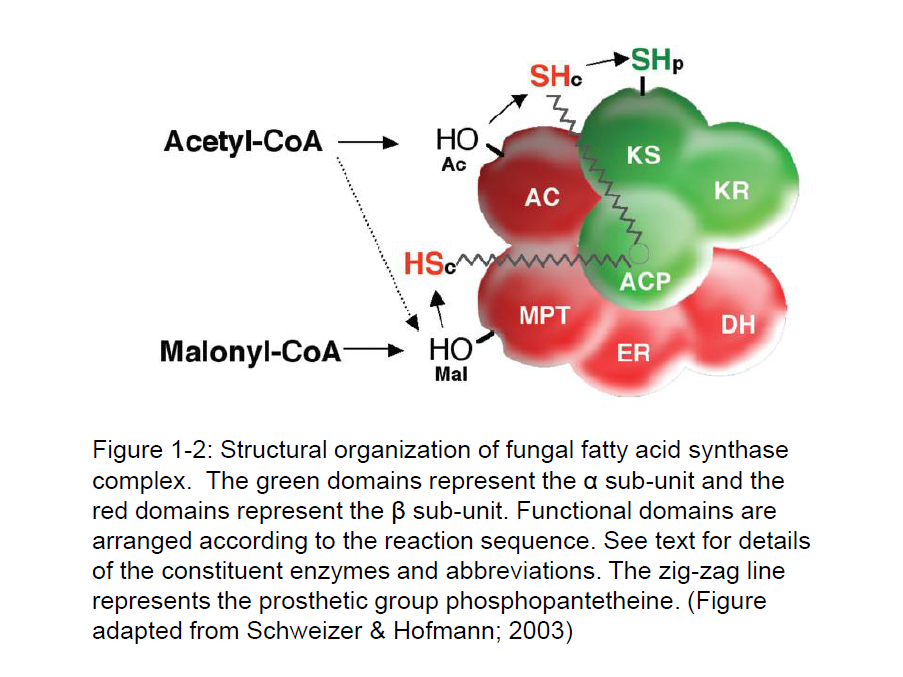 SHc
SHp
Acetyl-CoA
HO
Ac
KS
KR
AC
HSc
ACP
MPT
DH
ER
Malonyl-CoA
HO
Mal
Figure 1-2: Structural organization of fungal fatty acid synthase
complex.  The green domains represent the α sub-unit and the
red domains represent the β sub-unit. Functional domains are
arranged according to the reaction sequence. See text for details
of the constituent enzymes and abbreviations. The zig-zag line
represents the prosthetic group phosphopantetheine. (Figure
adapted from Schweizer & Hofmann; 2003)